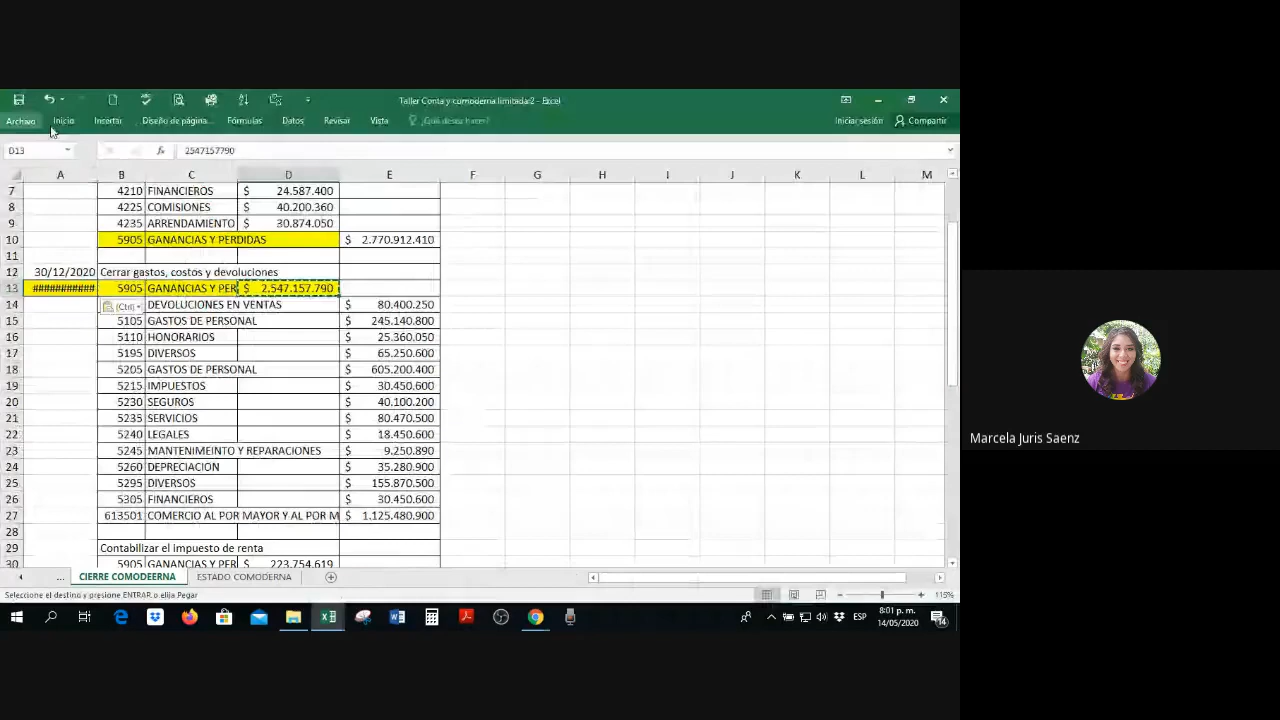 Taller Conta y cumoderna limitada2 - Excel
Archivo Inicio Insertar Diseño de página... Fórmulas Datos Revisar Vista ¿Qué desea hacer? Iniciar sesión Compartir
D13 fx 2547157790
A B C D E F G H I J K L M
7 4210 FINANCIEROS $ 24.587.400
8 4225 COMISIONES $ 40.200.360
9 4235 ARRENDAMIENTO $ 30.874.050
10 5905 GANANCIAS Y PERDIDAS $ 2.770.912.410
11
12 30/12/2020 Cerrar gastos, costos y devoluciones
13 ########### 5905 GANANCIAS Y PER $ 2.547.157.790
14 (Ctrl) DEVOLUCIONES EN VENTAS $ 80.400.250
15 5105 GASTOS DE PERSONAL $ 245.140.800
16 5110 HONORARIOS $ 25.360.050
17 5195 DIVERSOS $ 65.250.600
18 5205 GASTOS DE PERSONAL $ 605.200.400
19 5215 IMPUESTOS $ 30.450.600
20 5230 SEGUROS $ 40.100.200
21 5235 SERVICIOS $ 80.470.500
22 5240 LEGALES $ 18.450.600
23 5245 MANTENIMEINTO Y REPARACIONES $ 9.250.890
24 5260 DEPRECIACION $ 35.280.900
25 5295 DIVERSOS $ 155.870.500
26 5305 FINANCIEROS $ 30.450.600
27 613501 COMERCIO AL POR MAYOR Y AL POR M $ 1.125.480.900
28
29 Contabilizar el impuesto de renta
30 5905 GANANCIAS Y PER $ 223.754.619
... CIERRE COMODEERNA ESTADO COMODERNA
Seleccione el destino y presione ENTRAR o elija Pegar 115%
ESP 8:01 p. m.
14/05/2020 14
Marcela Juris Saenz